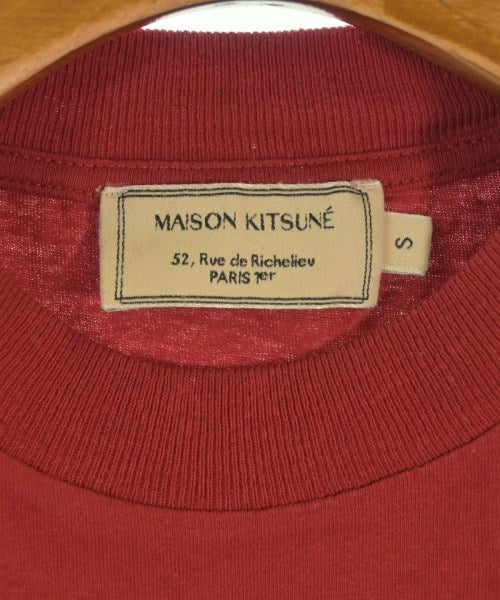 MAISON KITSUNÉ
52, Rue de Richelieu
PARIS 1er
S